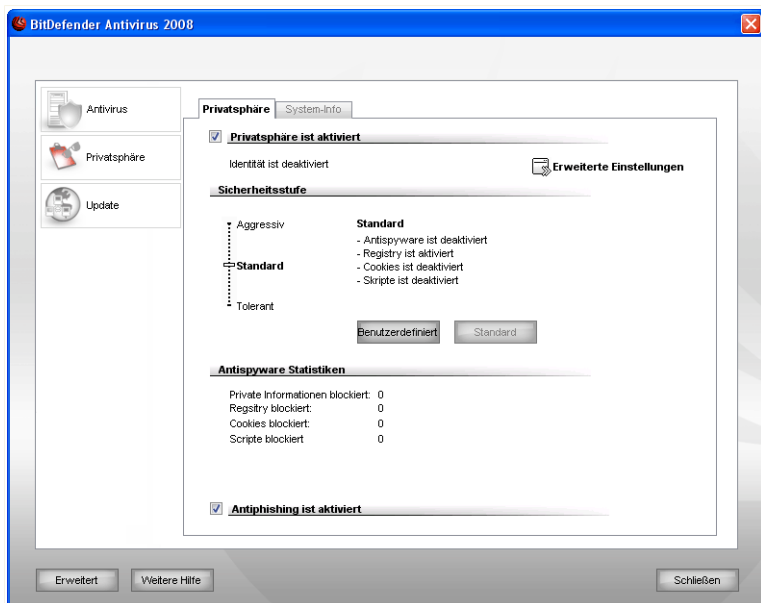 BitDefender Antivirus 2008
Antivirus
Privatsphäre
Update
Privatsphäre System-Info
Privatsphäre ist aktiviert
Identität ist deaktiviert
Erweiterte Einstellungen
Sicherheitsstufe
Aggressiv
Standard
Tolerant
Standard
- Antispyware ist deaktiviert
- Registry ist aktiviert
- Cookies ist deaktiviert
- Skripte ist deaktiviert
Benutzerdefiniert Standard
Antispyware Statistiken
Private Informationen blockiert: 0
Regsitry blockiert: 0
Cookies blockiert: 0
Scripte blockiert 0
Antiphishing ist aktiviert
Erweitert Weitere Hilfe Schließen